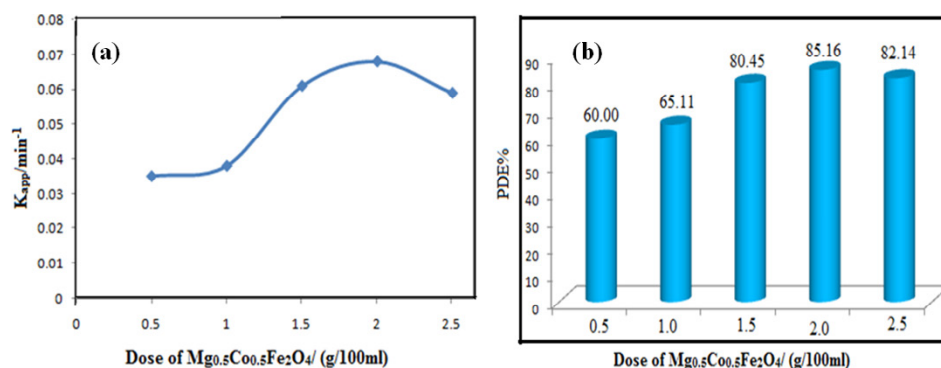 (a)
0.08
0.07
0.06
0.05
0.04
0.03
0.02
0.01
0
0 0.5 1 1.5 2 2.5
Kapp/min-1
Dose of Mg0.5Co0.5Fe2O4/ (g/100ml)
(b)
90
80
70
60
50
40
30
20
10
0
60.00 65.11 80.45 85.16 82.14
0.5 1.0 1.5 2.0 2.5
PDE%
Dose of Mg0.5Co0.5Fe2O4/ (g/100ml)